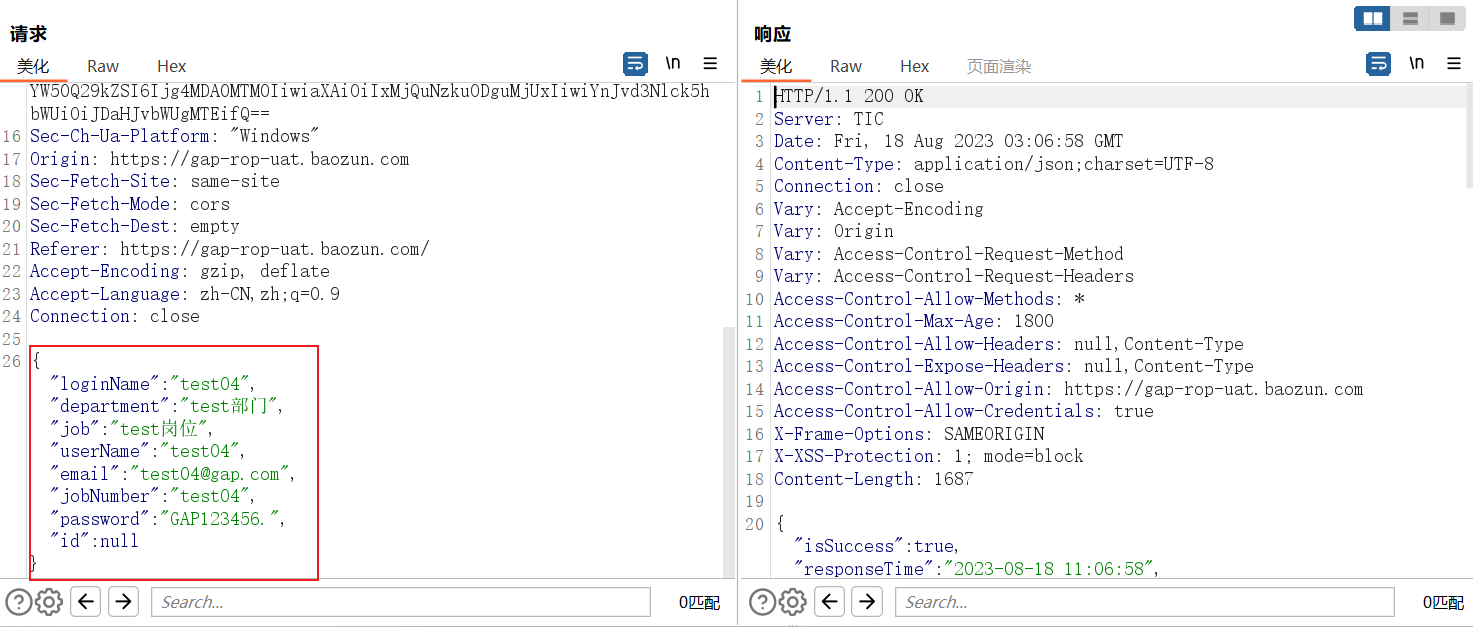 请求
美化 Raw Hex
\n
YW50Q29kZSI6Ijg4MDA0MTM0IiwiaXAiOiIxMjQuNzkuODguMjUxIiwiYnJvd3Nlck5h
bWUiOiJDaHJvbWUgMTEifQ==
16 Sec-Ch-Ua-Platform: "Windows"
17 Origin: https://gap-rop-uat.baozun.com
18 Sec-Fetch-Site: same-site
19 Sec-Fetch-Mode: cors
20 Sec-Fetch-Dest: empty
21 Referer: https://gap-rop-uat.baozun.com/
22 Accept-Encoding: gzip, deflate
23 Accept-Language: zh-CN,zh;q=0.9
24 Connection: close
25
26 {
"loginName":"test04",
"department":"test部门",
"job":"test岗位",
"userName":"test04",
"email":"test04@gap.com",
"jobNumber":"test04",
"password":"GAP123456.",
"id":null
}
Search...
0匹配
响应
美化 Raw Hex 页面渲染
\n
1 HTTP/1.1 200 OK
2 Server: TIC
3 Date: Fri, 18 Aug 2023 03:06:58 GMT
4 Content-Type: application/json;charset=UTF-8
5 Connection: close
6 Vary: Accept-Encoding
7 Vary: Origin
8 Vary: Access-Control-Request-Method
9 Vary: Access-Control-Request-Headers
10 Access-Control-Allow-Methods: *
11 Access-Control-Max-Age: 1800
12 Access-Control-Allow-Headers: null,Content-Type
13 Access-Control-Expose-Headers: null,Content-Type
14 Access-Control-Allow-Origin: https://gap-rop-uat.baozun.com
15 Access-Control-Allow-Credentials: true
16 X-Frame-Options: SAMEORIGIN
17 X-XSS-Protection: 1; mode=block
18 Content-Length: 1687
19
20 {
"isSuccess":true,
"responseTime":"2023-08-18 11:06:58",
Search...
0匹配